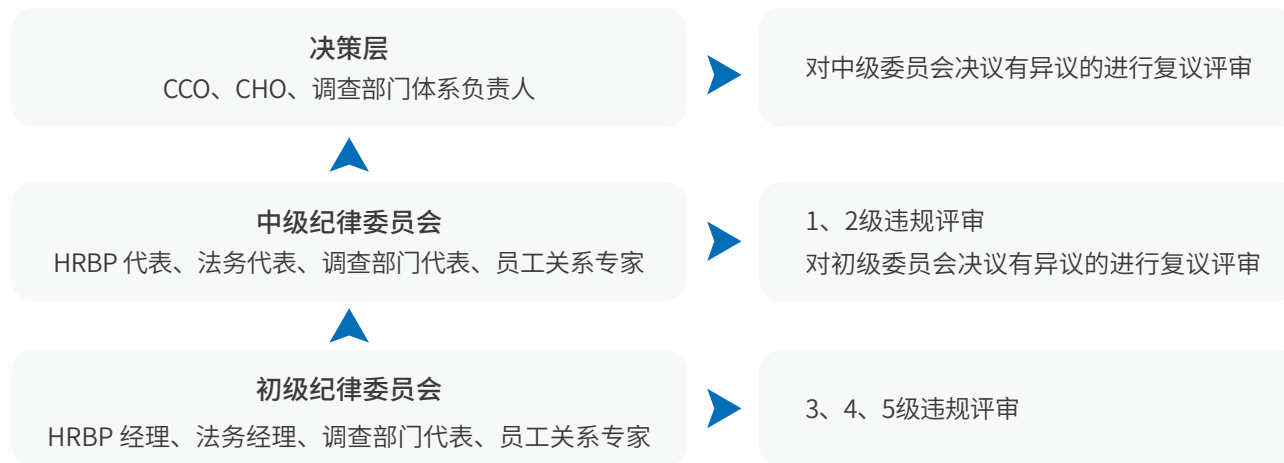 决策层
CCO、CHO、调查部门体系负责人
对中级委员会决议有异议的进行复议评审
中级纪律委员会
HRBP 代表、法务代表、调查部门代表、员工关系专家
1、2级违规评审
对初级委员会决议有异议的进行复议评审
初级纪律委员会
HRBP 经理、法务经理、调查部门代表、员工关系专家
3、4、5级违规评审